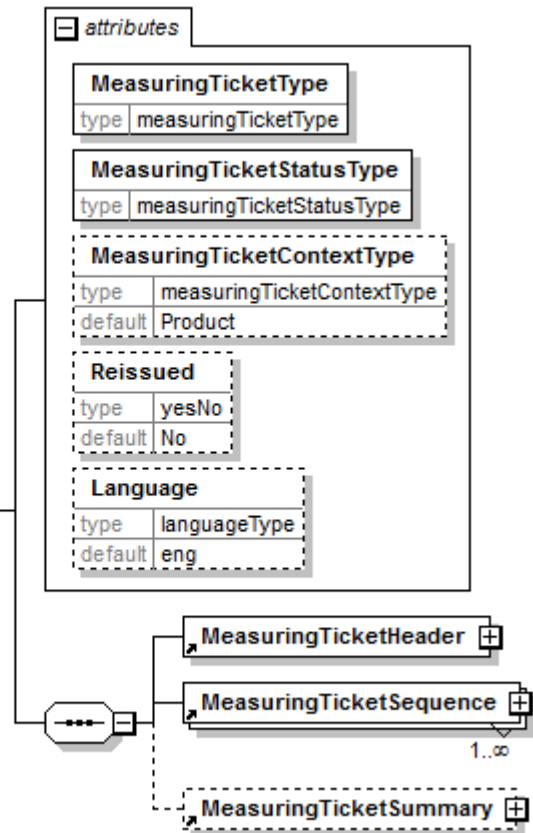 attributes
MeasuringTicketType
type measuringTicketType
MeasuringTicketStatusType
type measuringTicketStatusType
MeasuringTicketContextType
type measuringTicketContextType
default Product
Reissued
type yesNo
default No
Language
type languageType
default eng
MeasuringTicketHeader
MeasuringTicketSequence
1..∞
MeasuringTicketSummary